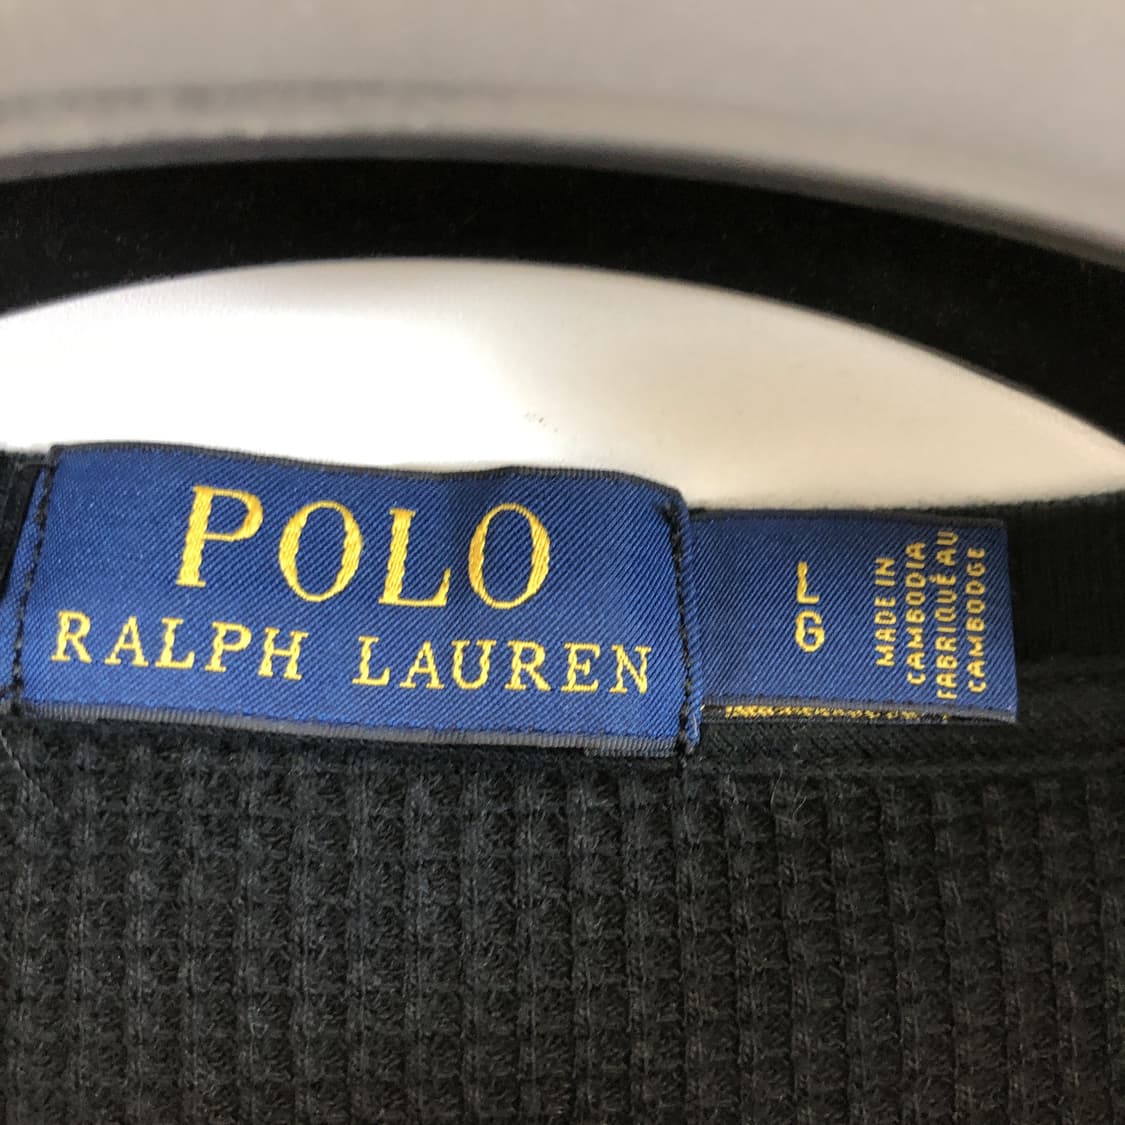 POLO
RALPH LAUREN
L
G
MADE IN
CAMBODIA
FABRIQUÉ AU
CAMBODGE